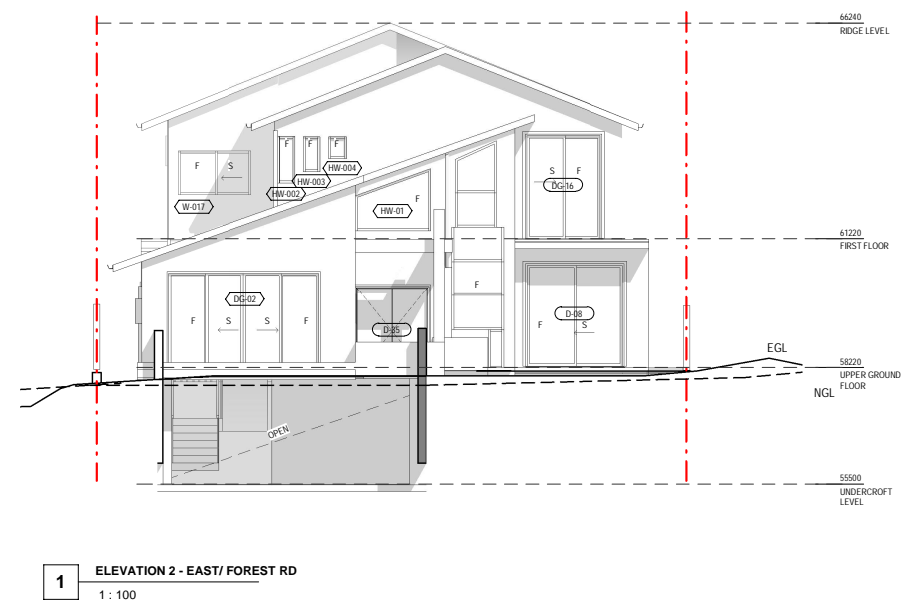 66240
RIDGE LEVEL
F
F
F
F
S
HW-004
S
F
HW-003
DG-16
HW-002
F
W-017
HW-01
61220
FIRST FLOOR
F
DG-02
F
S
S
F
D-35
D-08
F
S
EGL
58220
UPPER GROUND
FLOOR
NGL
OPEN
55500
UNDERCROFT
LEVEL
1
ELEVATION 2 - EAST/ FOREST RD
1 : 100